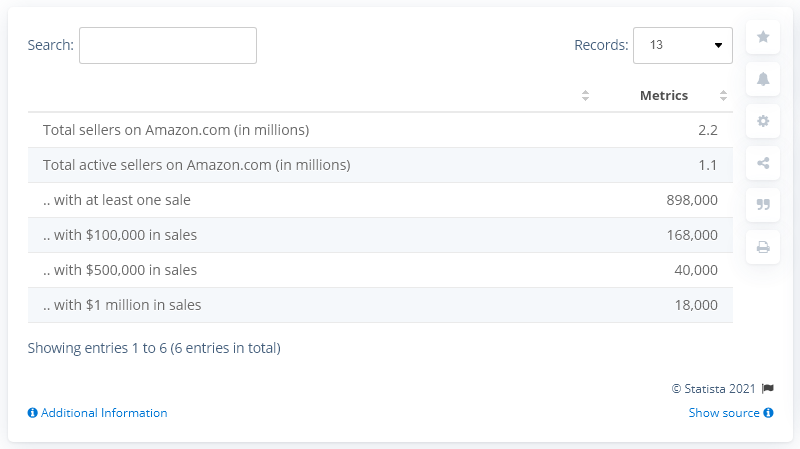 Search:
Records: 13
Metrics
Total sellers on Amazon.com (in millions) 2.2
Total active sellers on Amazon.com (in millions) 1.1
.. with at least one sale 898,000
.. with $100,000 in sales 168,000
.. with $500,000 in sales 40,000
.. with $1 million in sales 18,000
Showing entries 1 to 6 (6 entries in total)
© Statista 2021
Additional Information
Show source